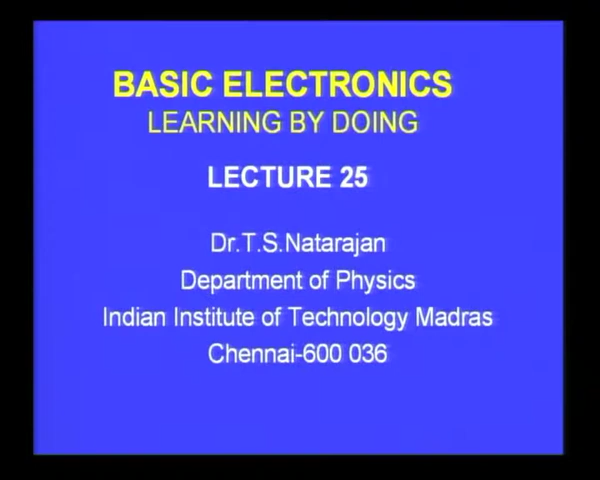 BASIC ELECTRONICS
LEARNING BY DOING
LECTURE 25
Dr.T.S.Natarajan
Department of Physics
Indian Institute of Technology Madras
Chennai-600 036